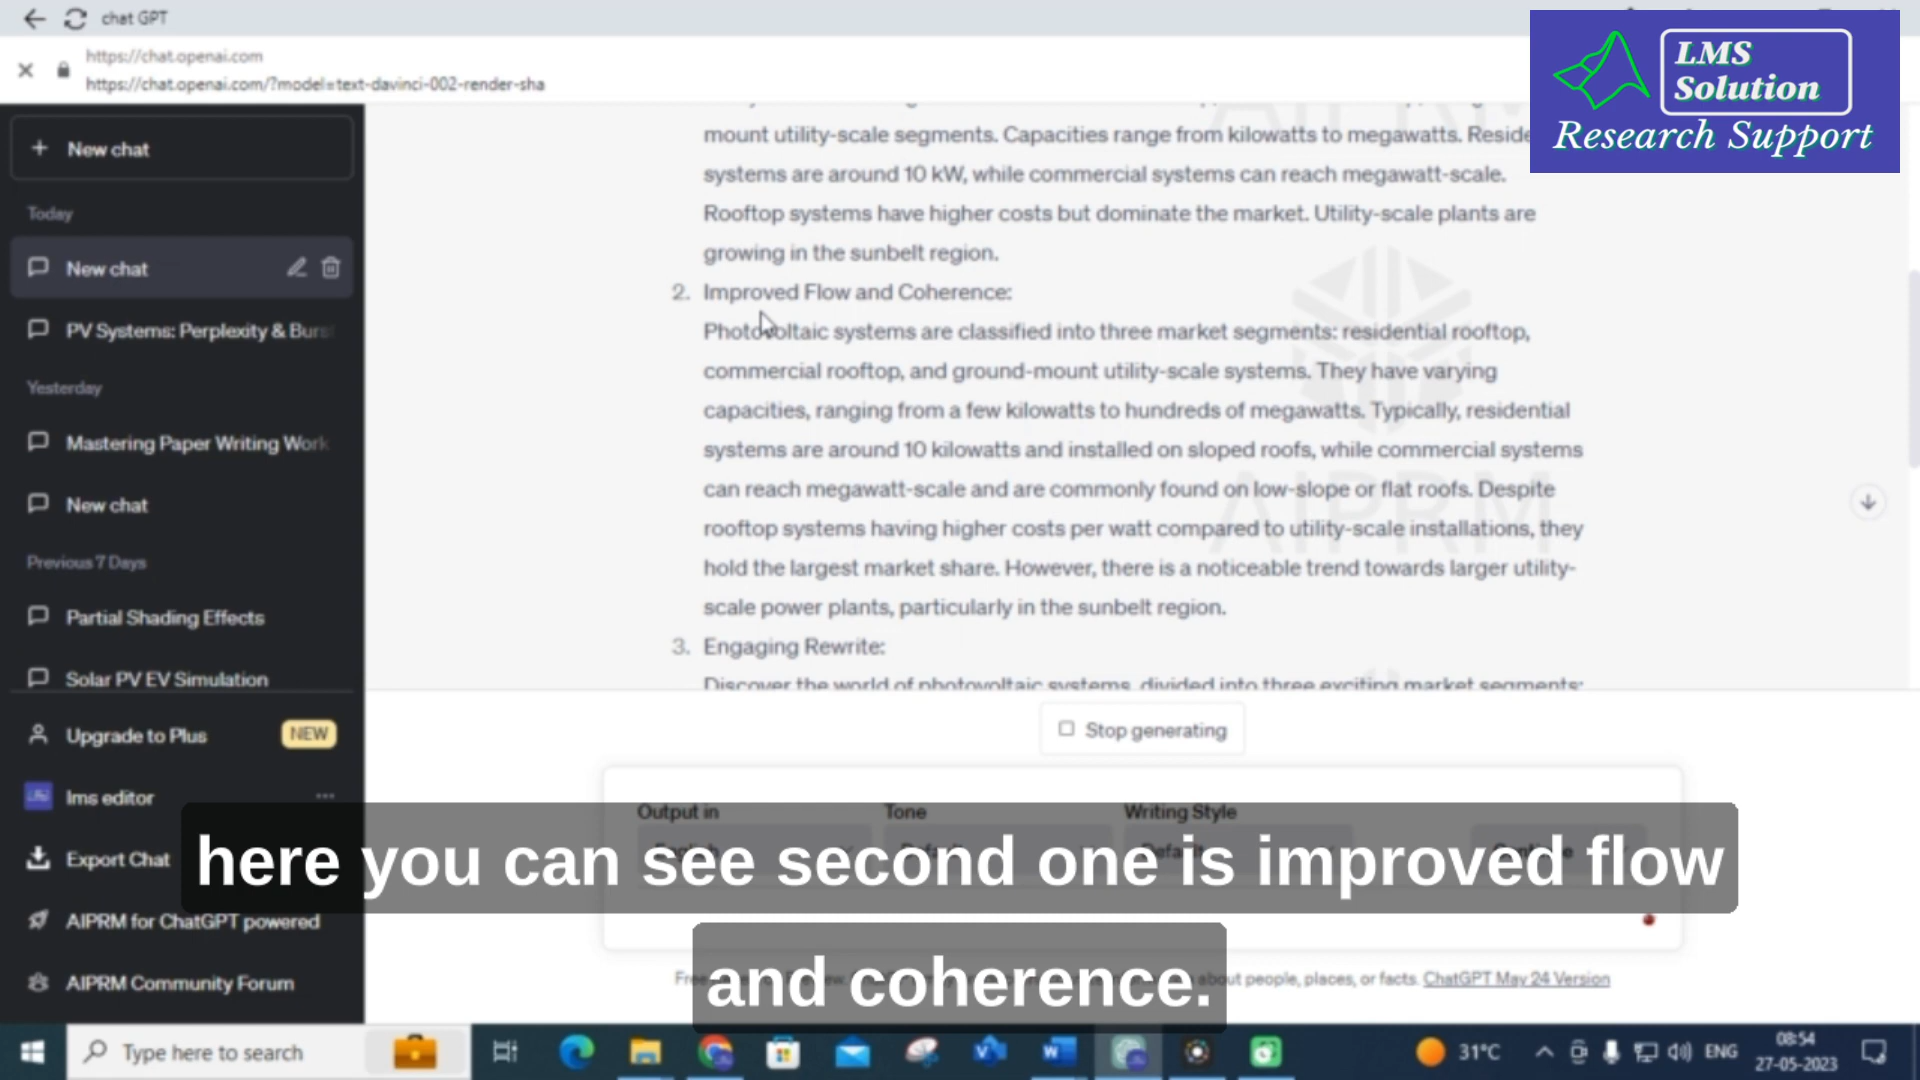 chat GPT
https://chat.openai.com
https://chat.openai.com/?model=text-davinci-002-render-sha
LMS
Solution
Research Support
+ New chat
Today
New chat
PV Systems: Perplexity & Burs
Yesterday
Mastering Paper Writing Work
New chat
Previous 7 Days
Partial Shading Effects
Solar PV EV Simulation
Upgrade to Plus NEW
lms editor
Export Chat
AIPRM for ChatGPT powered
AIPRM Community Forum
mount utility-scale segments. Capacities range from kilowatts to megawatts. Reside
systems are around 10 kW, while commercial systems can reach megawatt-scale.
Rooftop systems have higher costs but dominate the market. Utility-scale plants are
growing in the sunbelt region.
2. Improved Flow and Coherence:
Photovoltaic systems are classified into three market segments: residential rooftop,
commercial rooftop, and ground-mount utility-scale systems. They have varying
capacities, ranging from a few kilowatts to hundreds of megawatts. Typically, residential
systems are around 10 kilowatts and installed on sloped roofs, while commercial systems
can reach megawatt-scale and are commonly found on low-slope or flat roofs. Despite
rooftop systems having higher costs per watt compared to utility-scale installations, they
hold the largest market share. However, there is a noticeable trend towards larger utility-
scale power plants, particularly in the sunbelt region.
3. Engaging Rewrite:
Discover the world of photovoltaic systems, divided into three exciting market segments:
AIPRM
Stop generating
Output in Tone Writing Style
here you can see second one is improved flow
and coherence.
about people, places, or facts. ChatGPT May 24 Version
Type here to search
31°C
ENG
08:54
27-05-2023